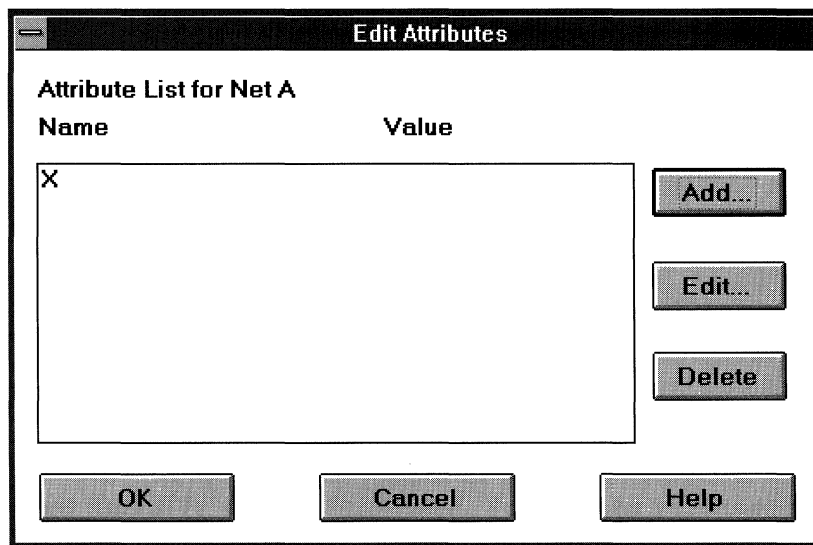 Edit Attributes
Attribute List for Net A
Name Value
X
Add...
Edit...
Delete
OK Cancel Help